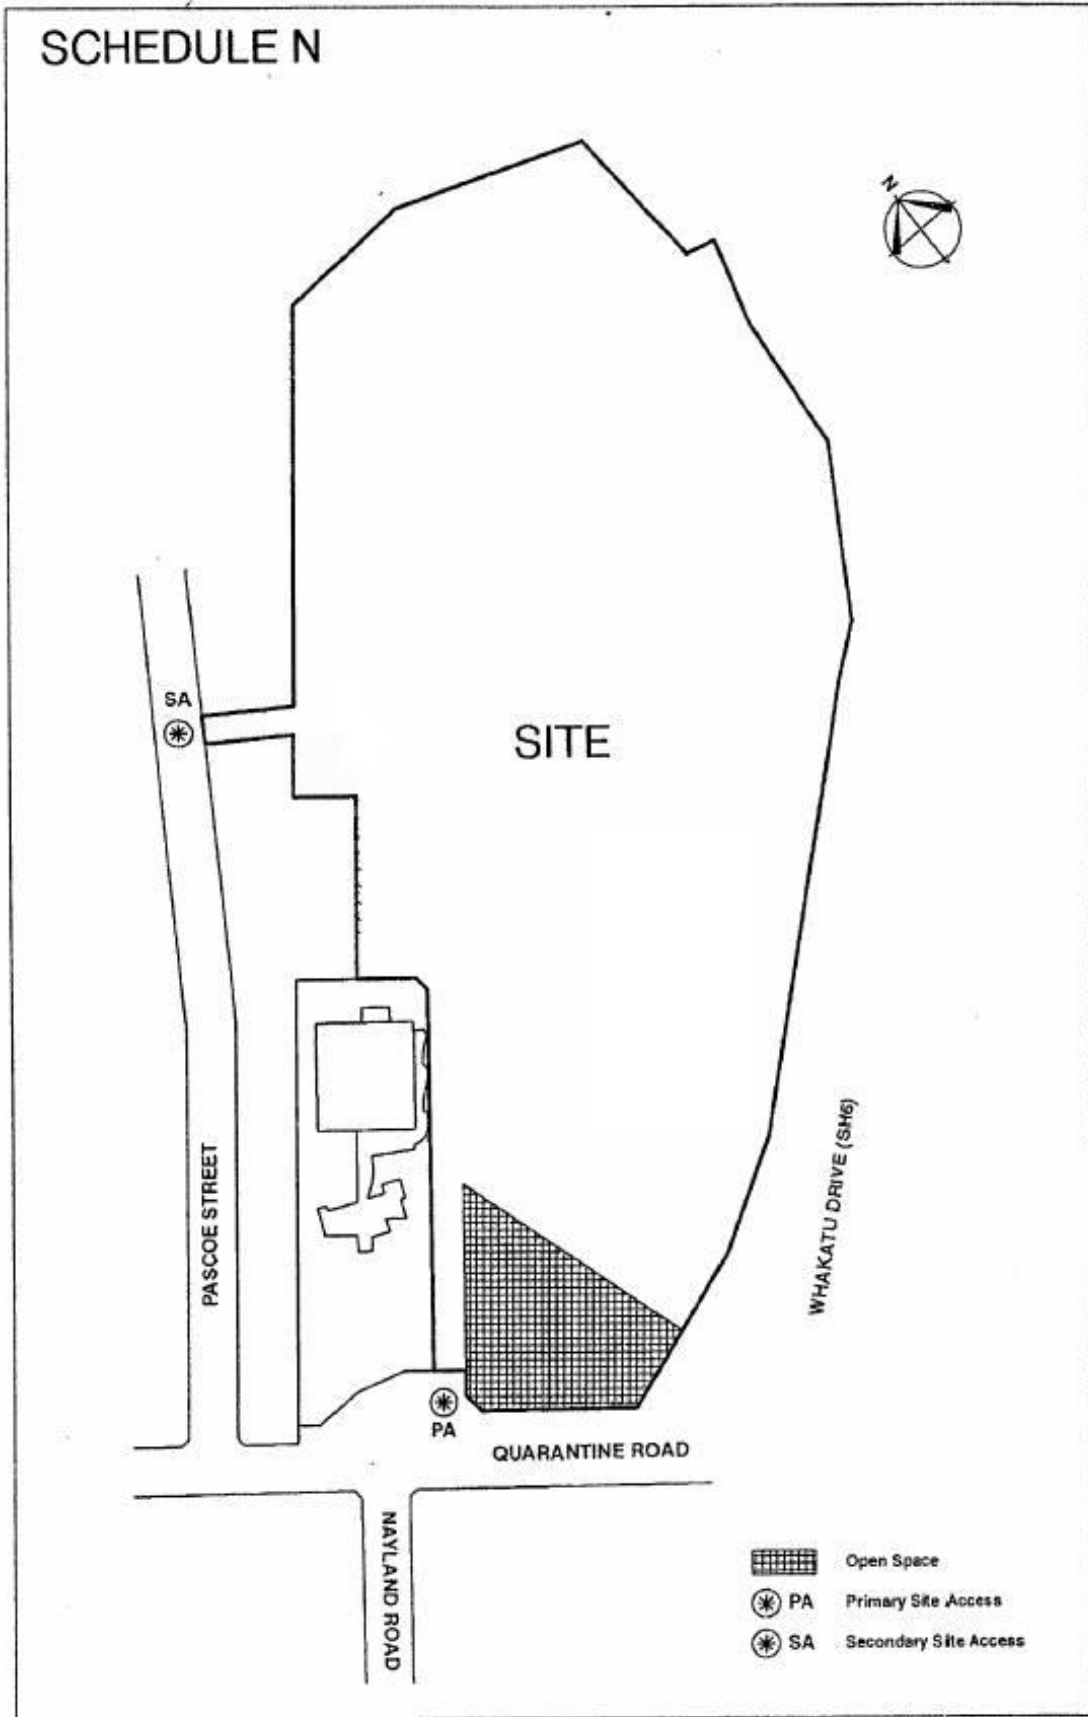 SCHEDULE N
N
SA
SITE
WHAKATU DRIVE (SH6)
PASCOE STREET
PA
QUARANTINE ROAD
NAYLAND ROAD
Open Space
PA Primary Site Access
SA Secondary Site Access